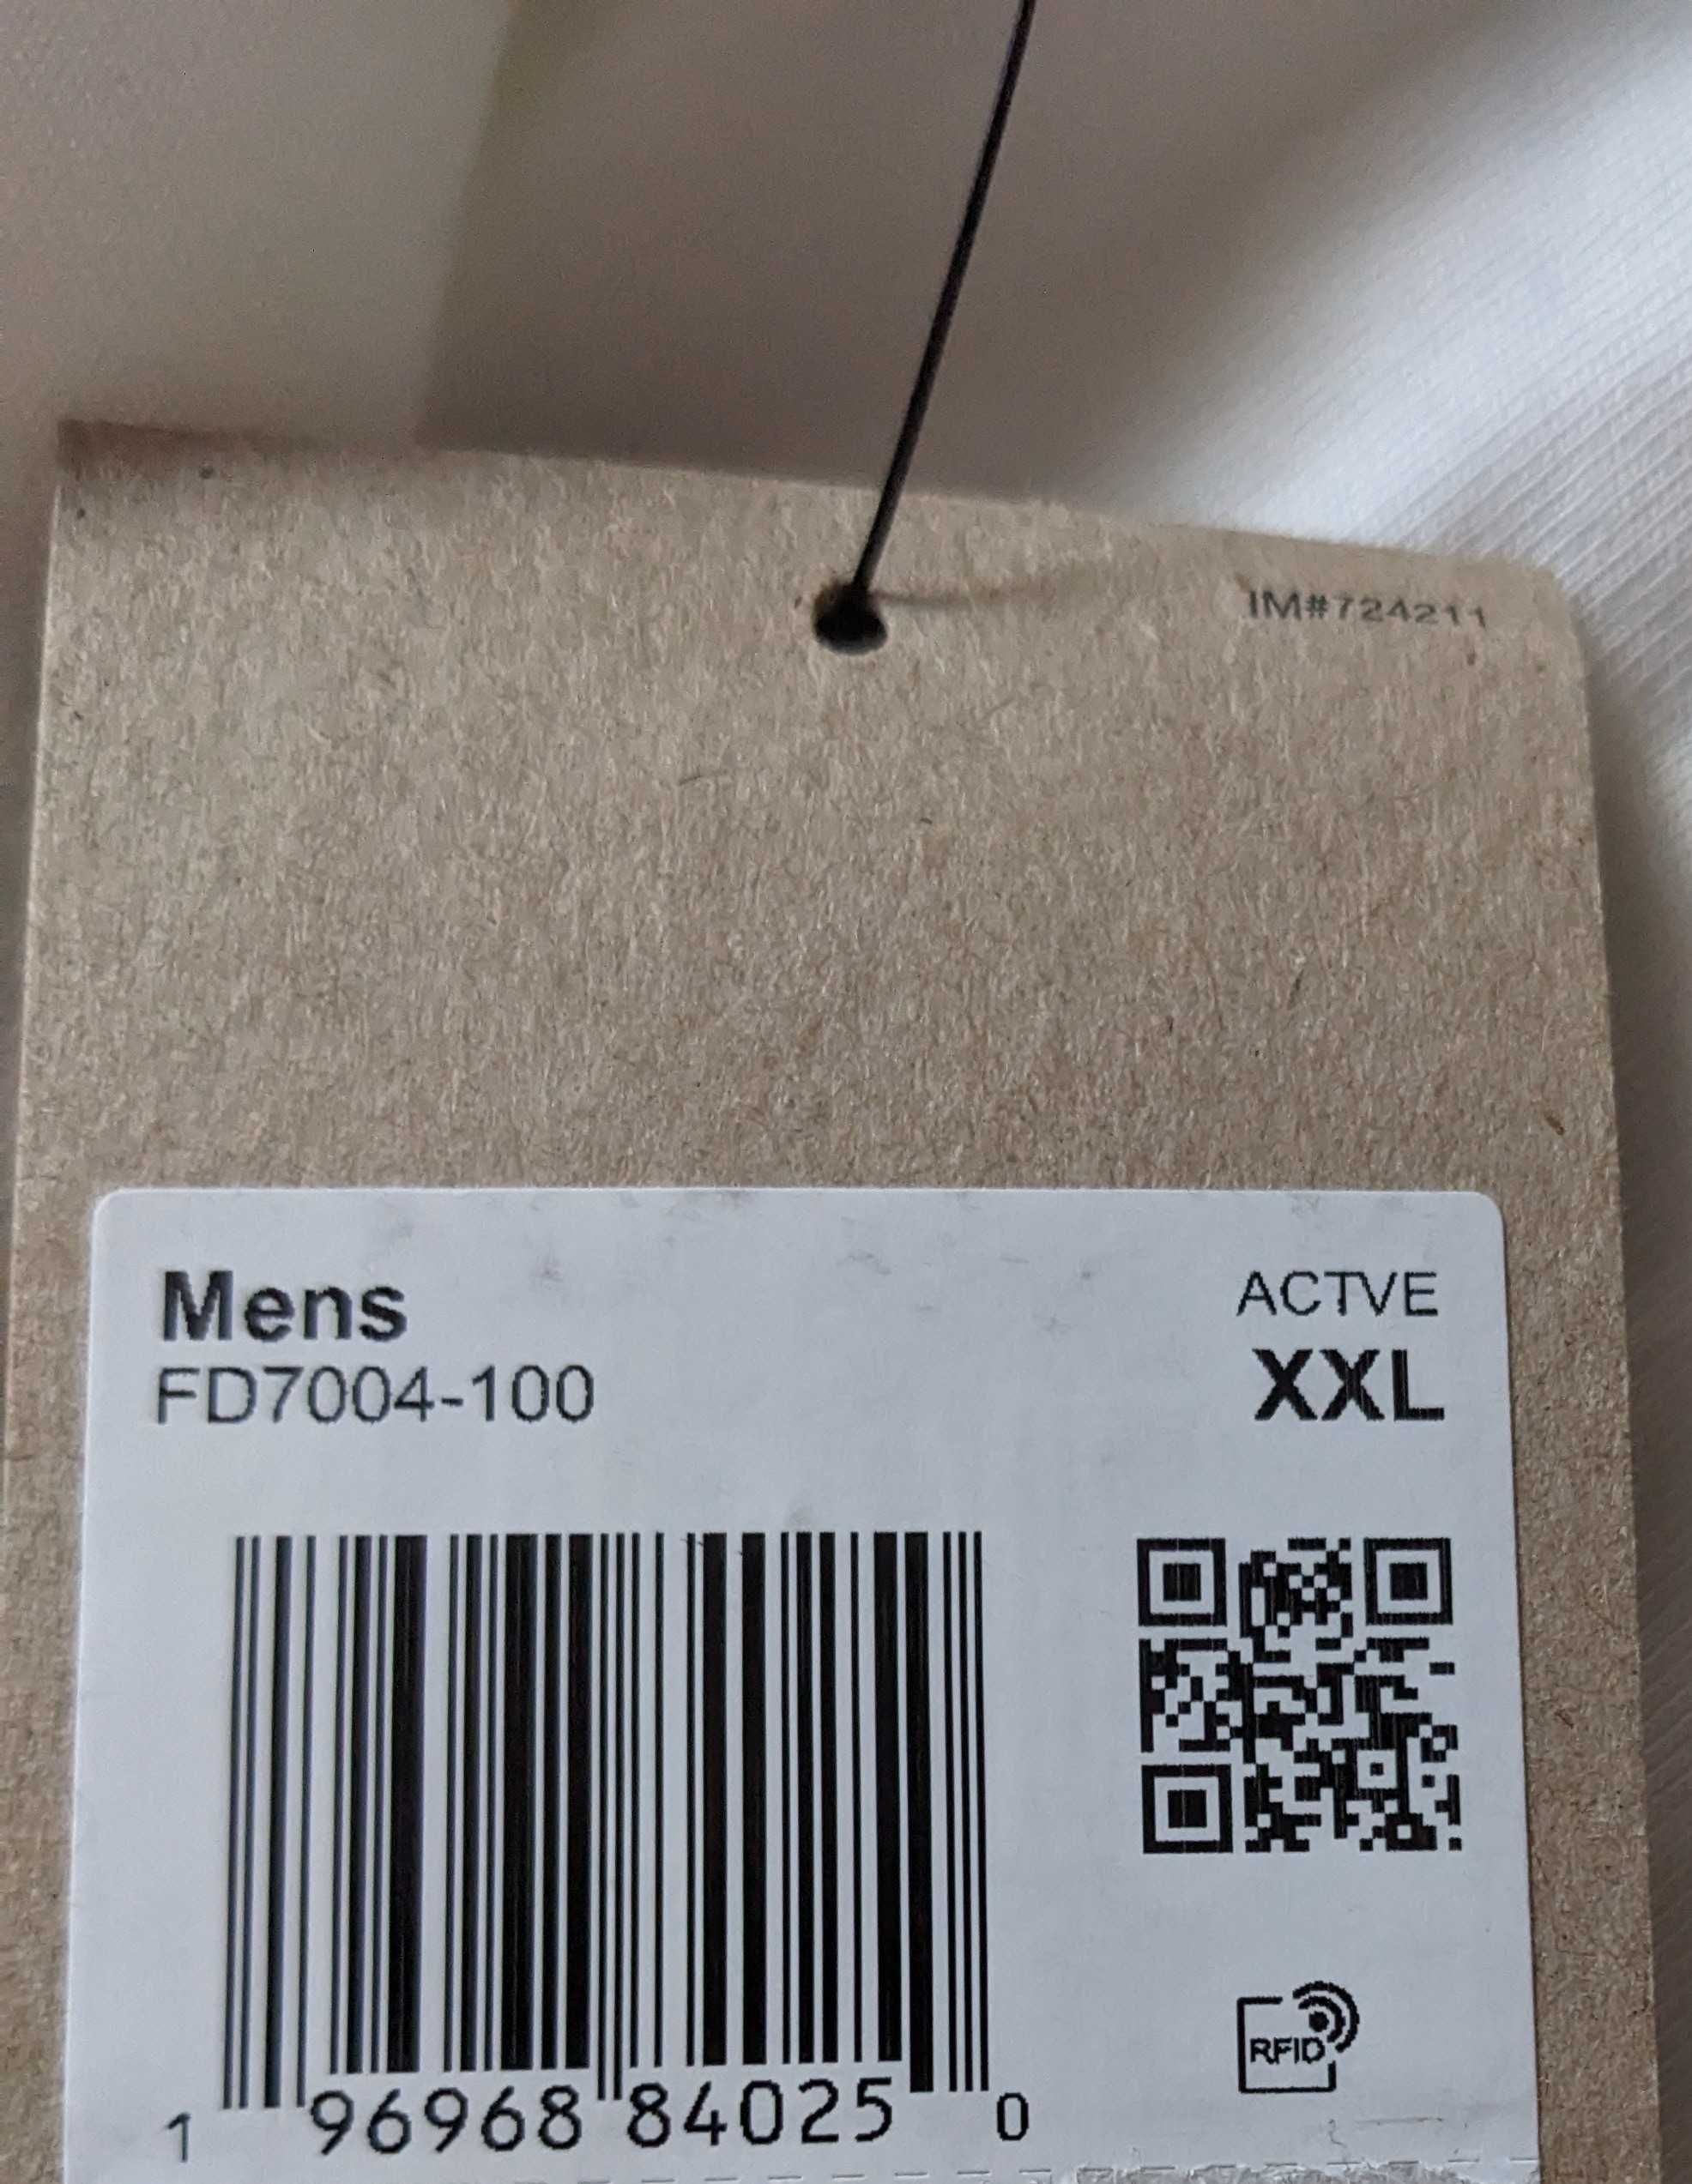 IM#724211
Mens
ACTVE
FD7004-100
XXL
RFID
1 96968 84025 0